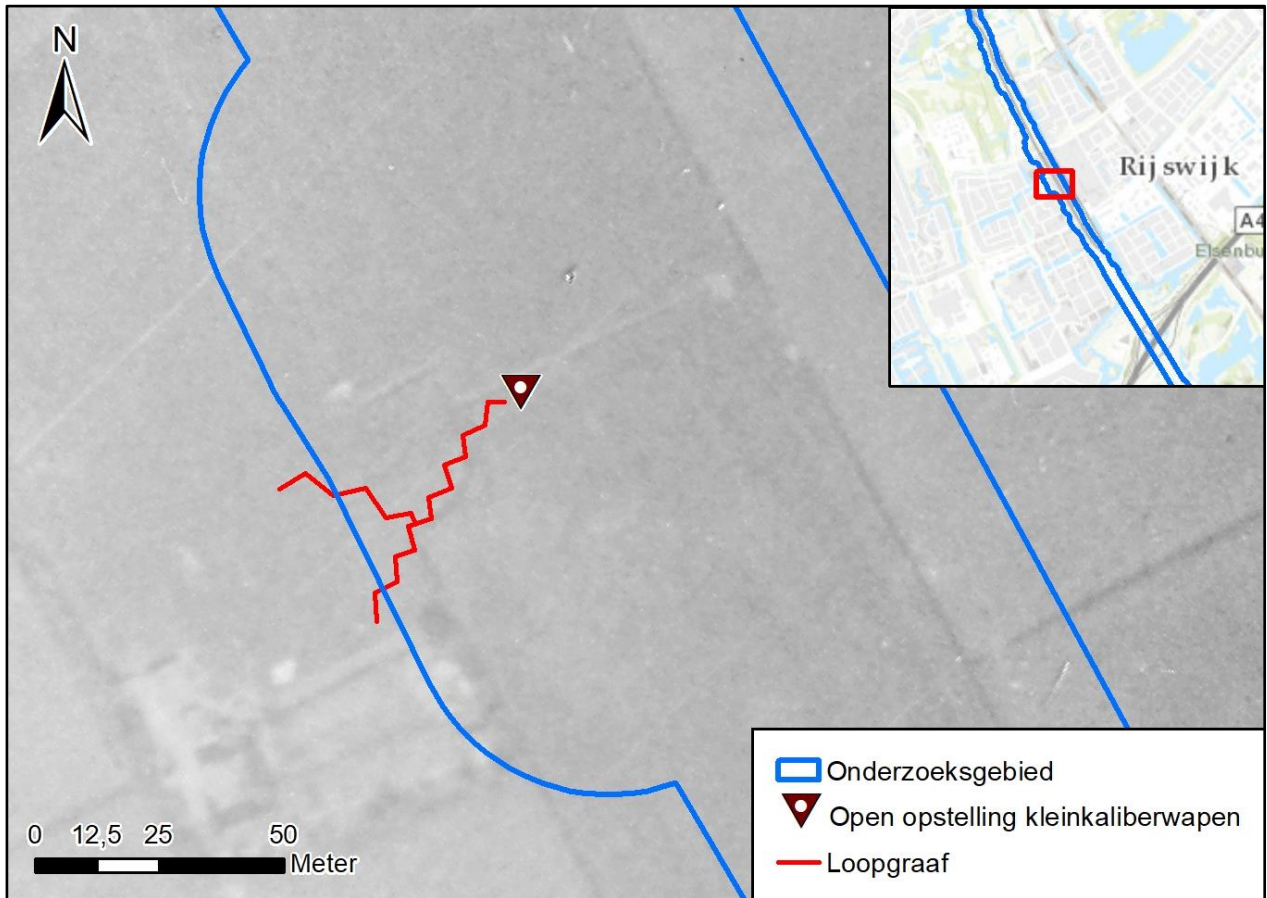 N
Rijswijk
A4
Elsenbu
Onderzoeksgebied
Open opstelling kleinkaliberwapen
Loopgraaf
0 12,5 25 50
Meter